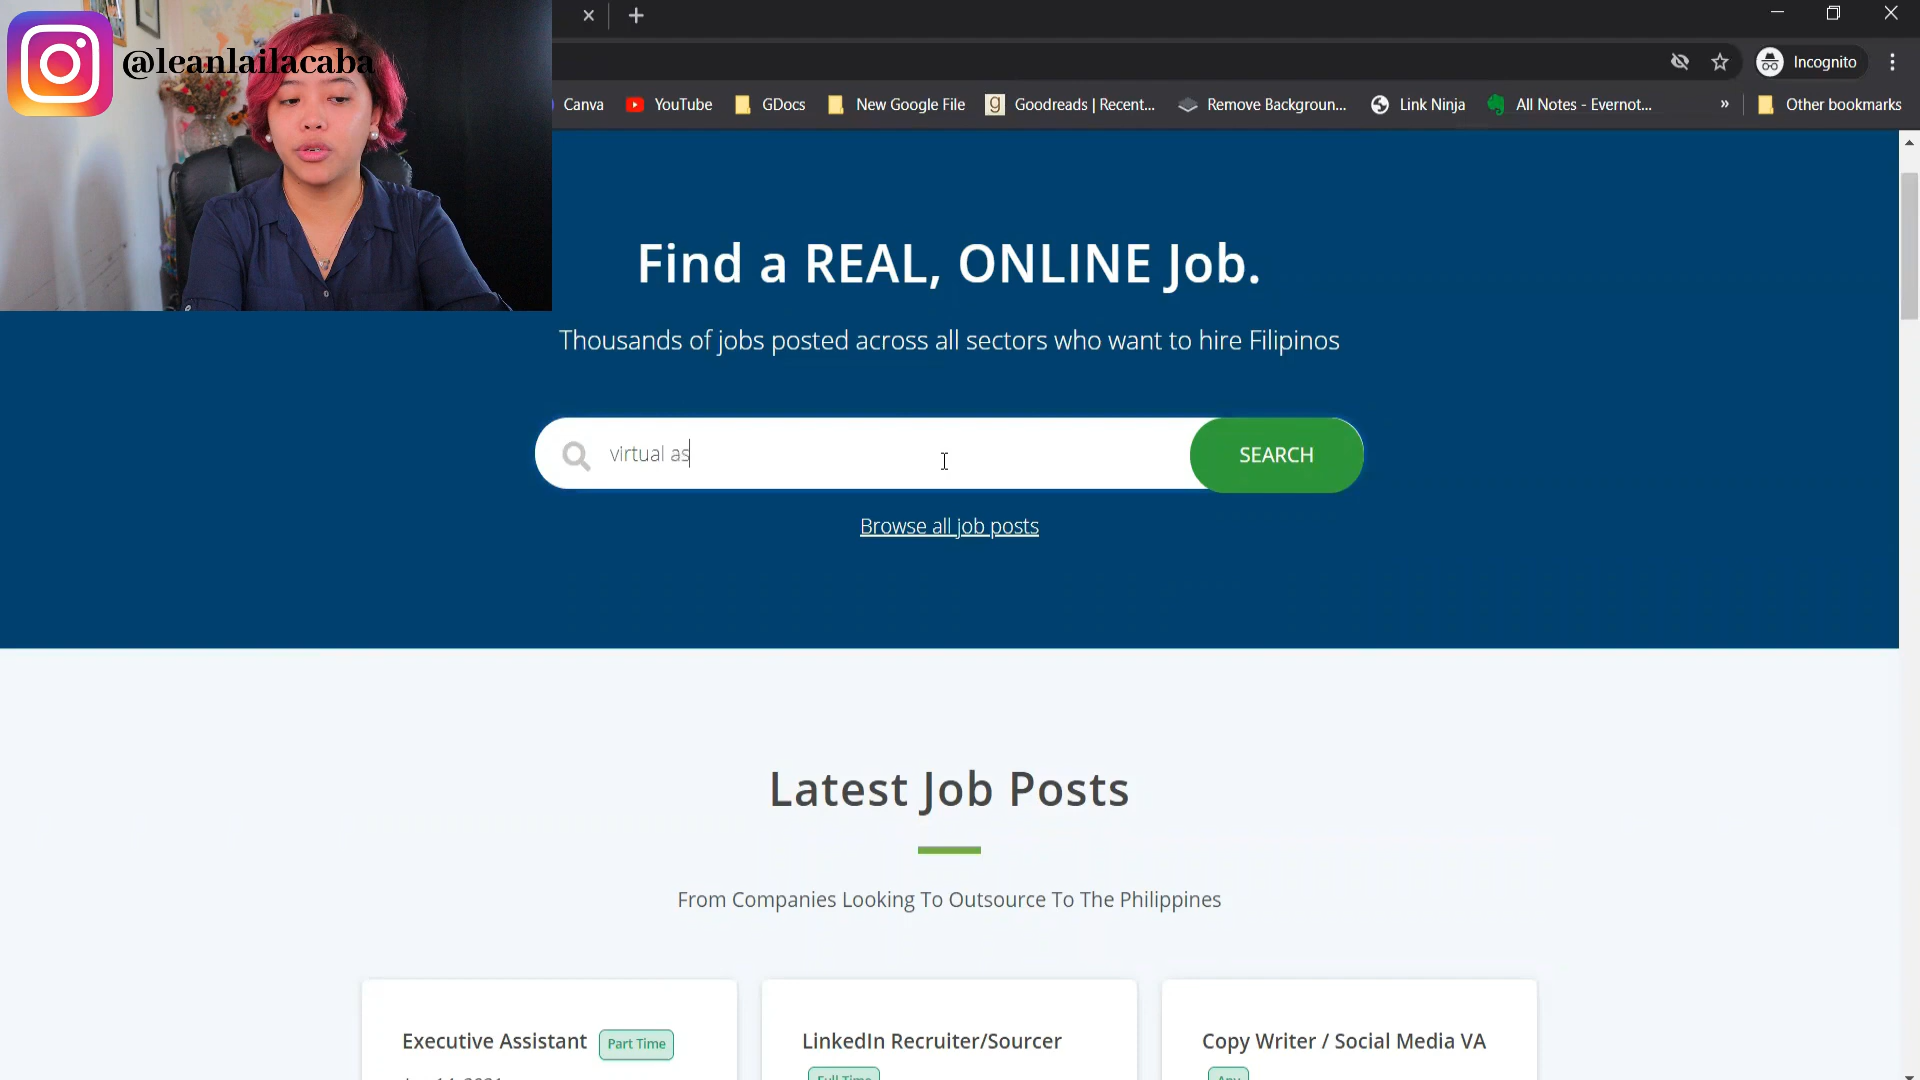 @leanlailacaba
Incognito
Canva
YouTube
GDocs
New Google File
Goodreads | Recent...
Remove Backgroun...
Link Ninja
All Notes - Evernot...
»
Other bookmarks
Find a REAL, ONLINE Job.
Thousands of jobs posted across all sectors who want to hire Filipinos
virtual as
SEARCH
Browse all job posts
Latest Job Posts
From Companies Looking To Outsource To The Philippines
Executive Assistant
Part Time
LinkedIn Recruiter/Sourcer
Full Time
Copy Writer / Social Media VA
Any